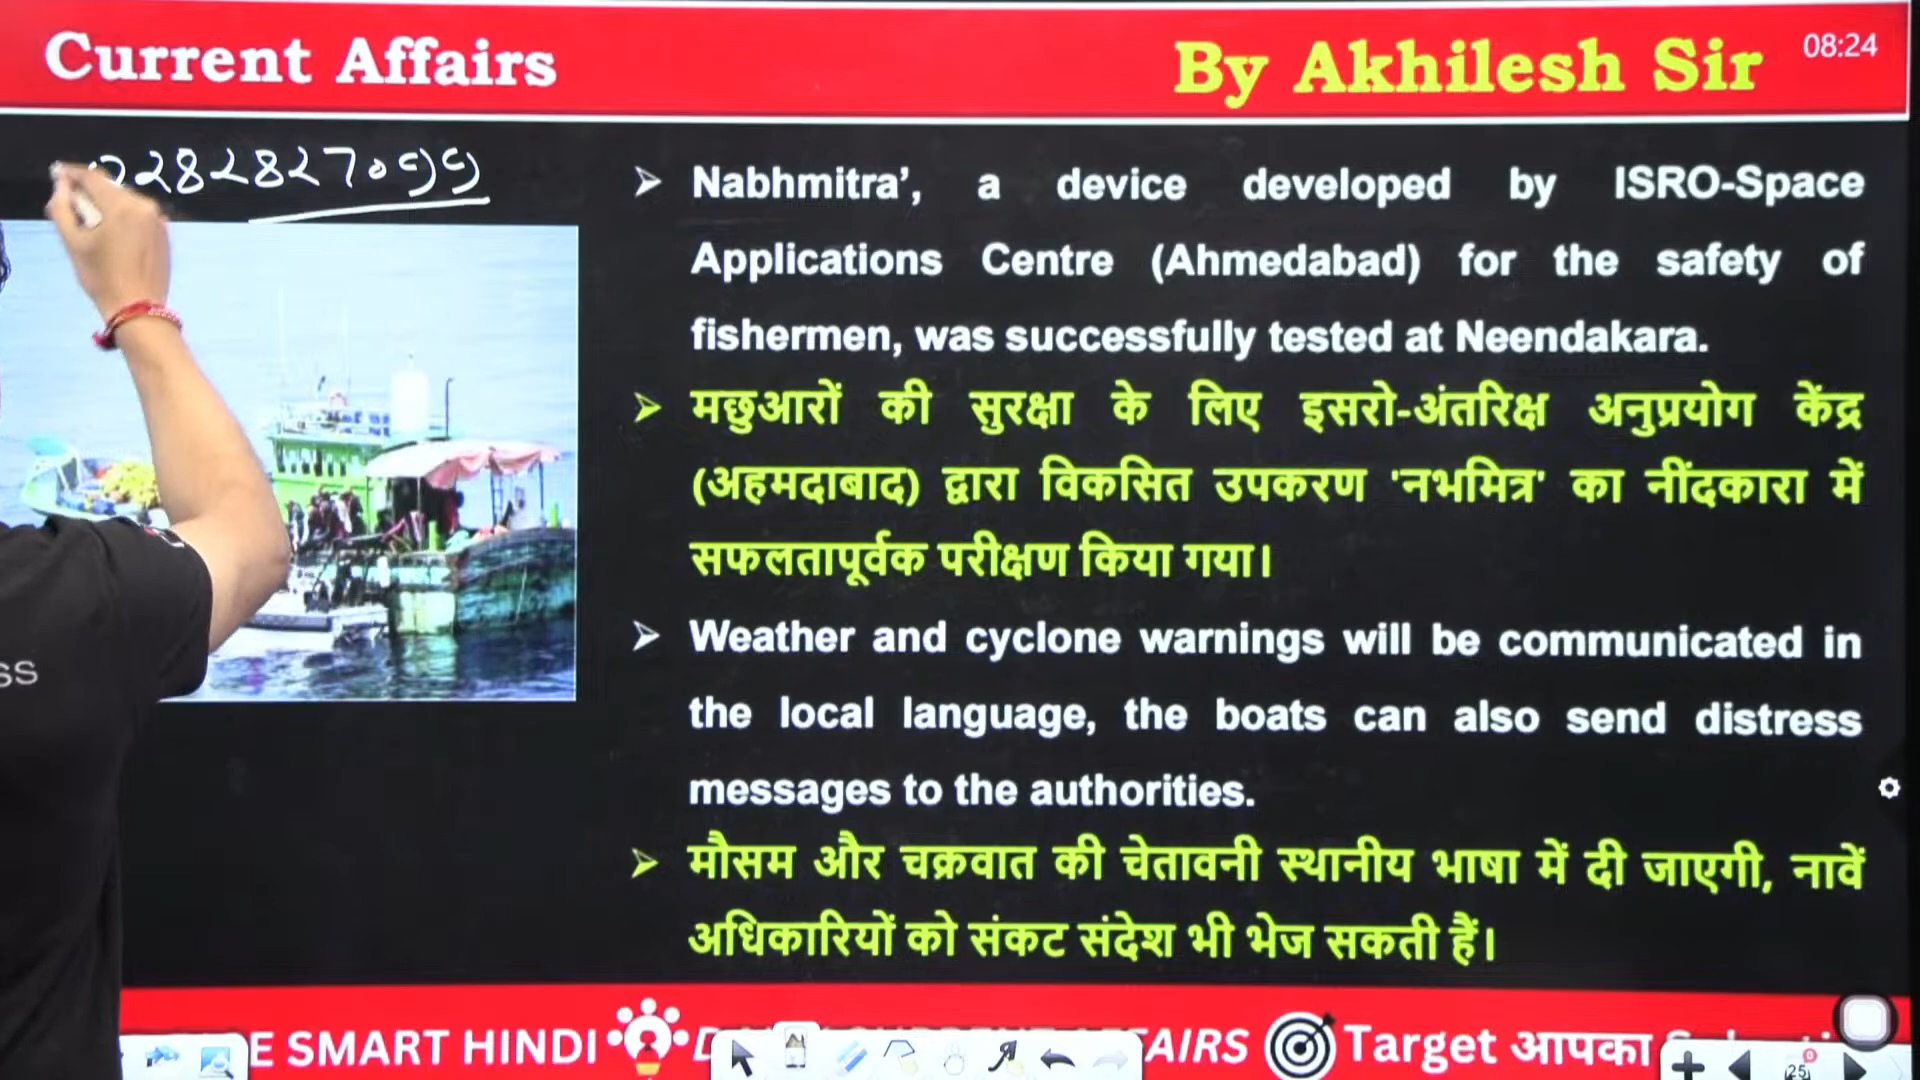 Current Affairs
By Akhilesh Sir
08:24
Nabhmitra’, a device developed by ISRO-Space
Applications Centre (Ahmedabad) for the safety of
fishermen, was successfully tested at Neendakara.
मछुआरों की सुरक्षा के लिए इसरो-अंतरिक्ष अनुप्रयोग केंद्र
(अहमदाबाद) द्वारा विकसित उपकरण 'नभमित्र' का नींदकारा में
सफलतापूर्वक परीक्षण किया गया।
Weather and cyclone warnings will be communicated in
the local language, the boats can also send distress
messages to the authorities.
मौसम और चक्रवात की चेतावनी स्थानीय भाषा में दी जाएगी, नावें
अधिकारियों को संकट संदेश भी भेज सकती हैं।
SS
E SMART HINDI
AIRS
Target आपका
25